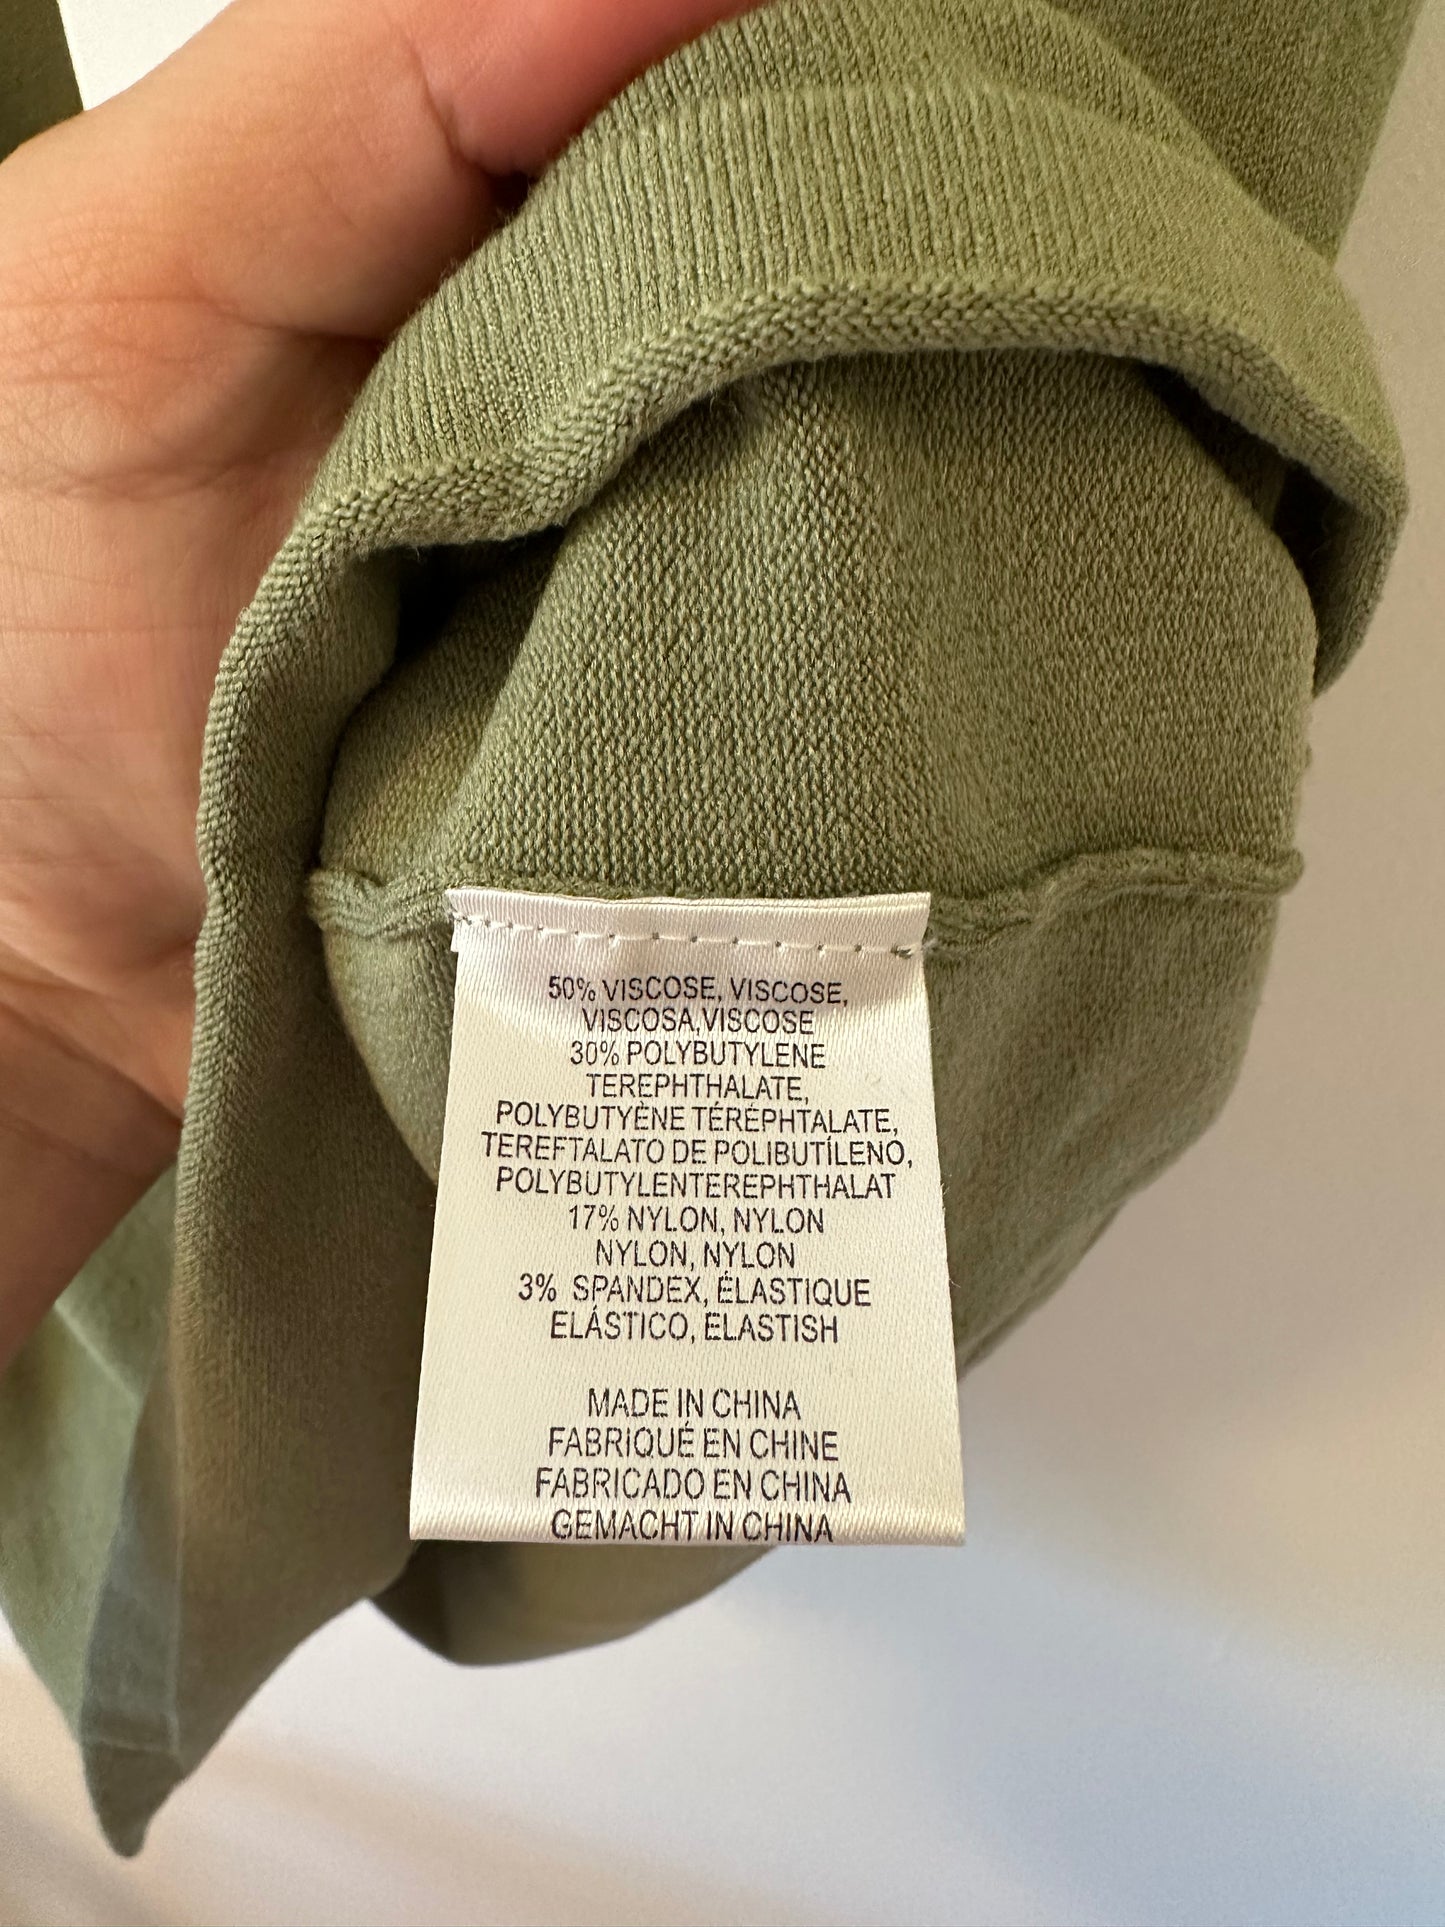 50% VISCOSE, VISCOSE,
VISCOSA,VISCOSE
30% POLYBUTYLENE
TEREPHTHALATE,
POLYBUTYÈNE TÉRÉPHTALATE,
TEREFTALATO DE POLIBUTÍLENO,
POLYBUTYLENTEREPHTHALAT
17% NYLON, NYLON
NYLON, NYLON
3% SPANDEX, ÉLASTIQUE
ELÁSTICO, ELASTISH
MADE IN CHINA
FABRIQUÉ EN CHINE
FABRICADO EN CHINA
GEMACHT IN CHINA